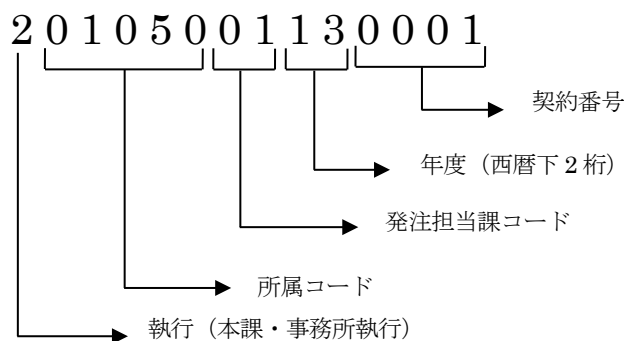 20105001130001
契約番号
年度（西暦下2桁）
発注担当課コード
所属コード
執行（本課・事務所執行）